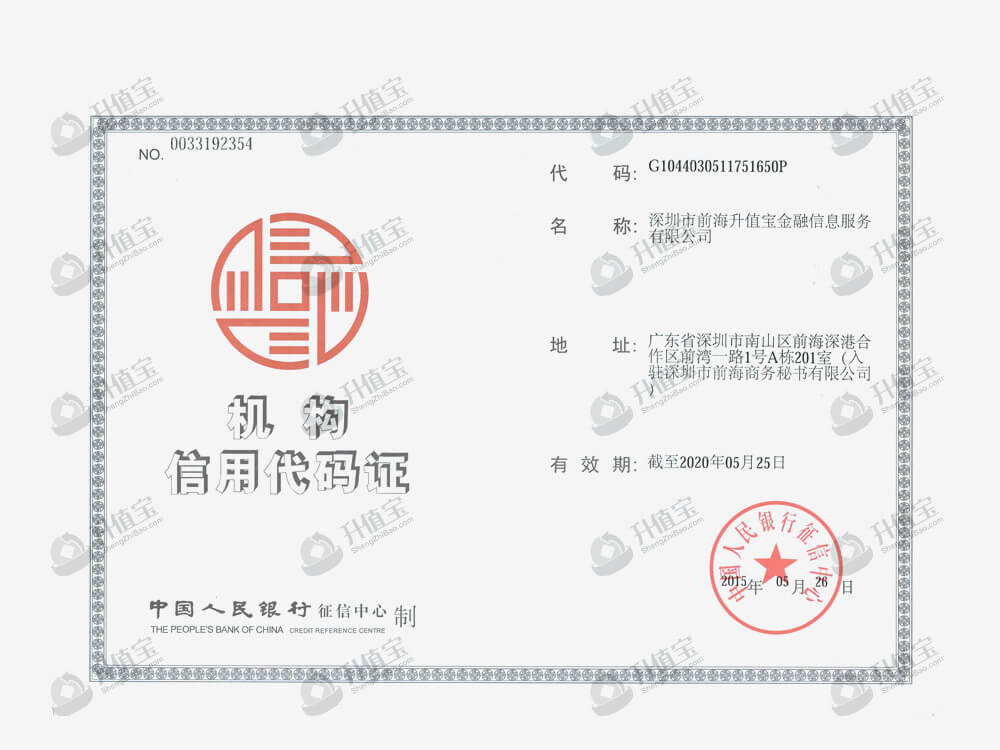 NO. 0033192354
机构
信用代码证
中国人民银行 征信中心 制
THE PEOPLE'S BANK OF CHINA CREDIT REFERENCE CENTRE
代 码: G1044030511751650P
名 称: 深圳市前海升值宝金融信息服务
有限公司
地 址: 广东省深圳市南山区前海深港合
作区前湾一路1号A栋201室（入
驻深圳市前海商务秘书有限公司
）
有 效 期: 截至2020年05月25日
中国人民银行征信中心
2015年 05月 26日
升值宝
ShengZhiBao.com